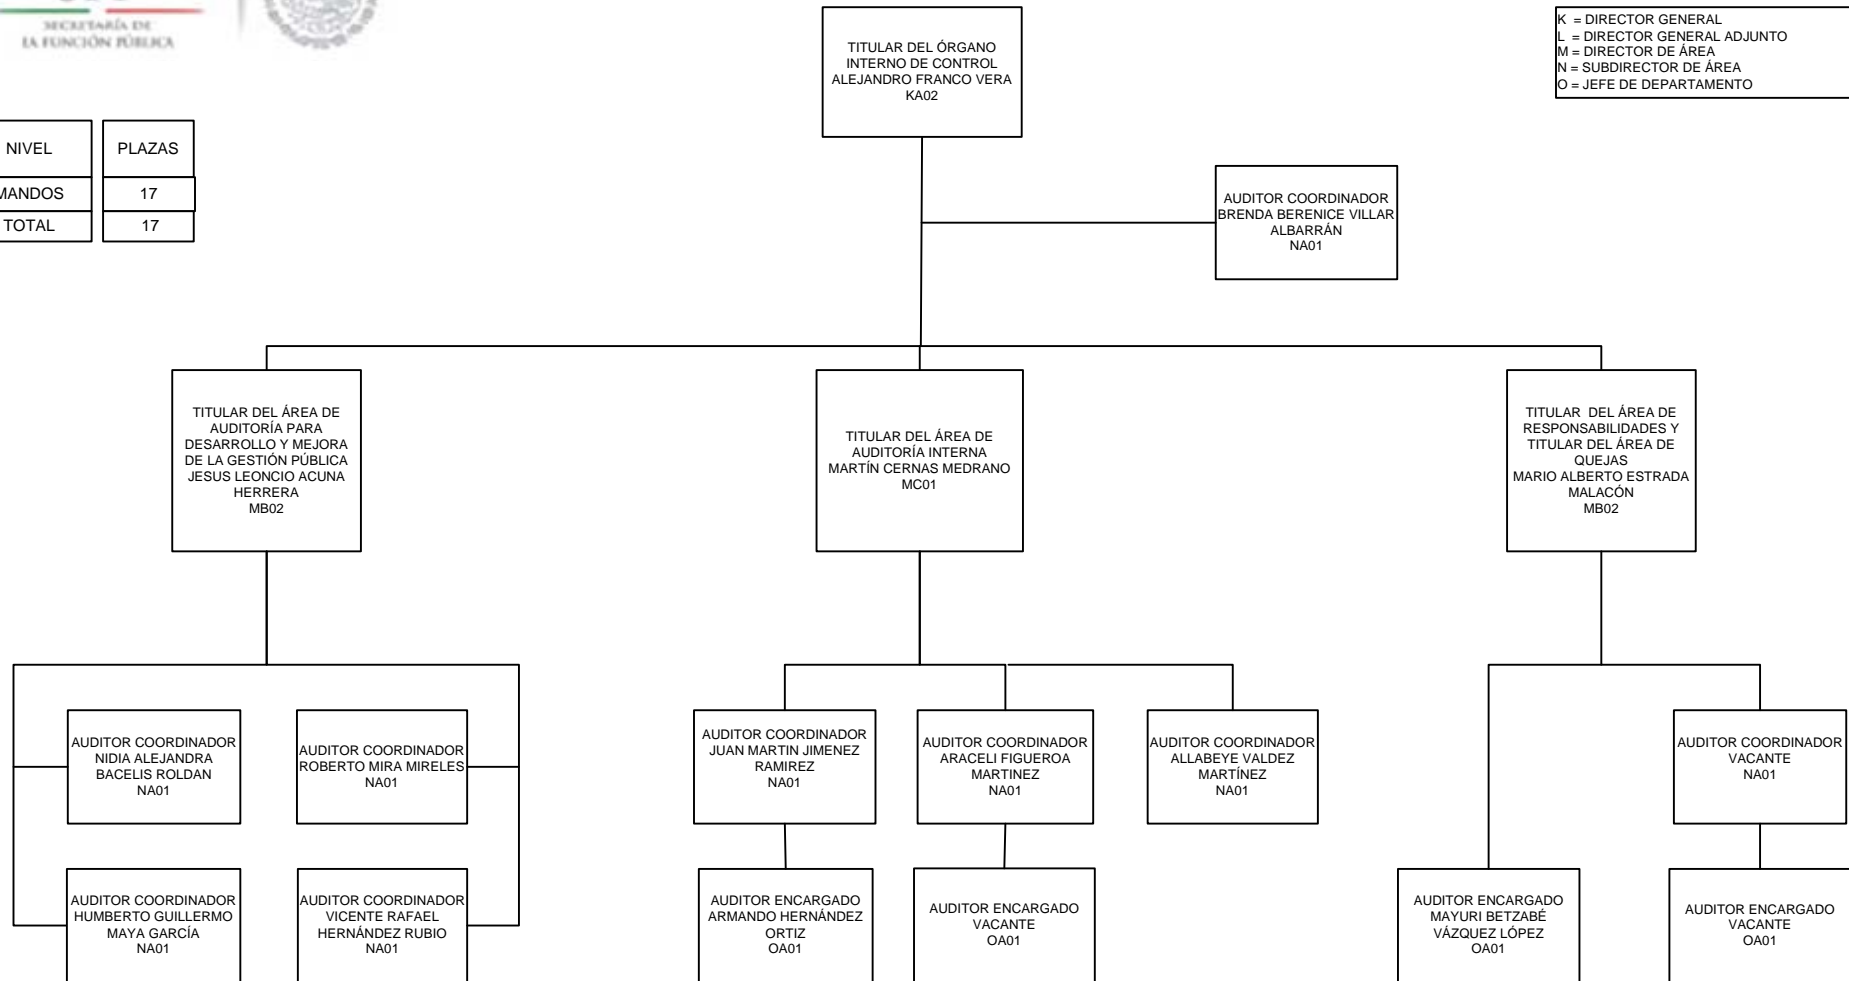 SECRETARÍA DE
LA FUNCIÓN PÚBLICA
TITULAR DEL ÓRGANO
INTERNO DE CONTROL
ALEJANDRO FRANCO VERA
KA02
K = DIRECTOR GENERAL
L = DIRECTOR GENERAL ADJUNTO
M = DIRECTOR DE ÁREA
N = SUBDIRECTOR DE ÁREA
O = JEFE DE DEPARTAMENTO
NIVEL PLAZAS
MANDOS 17
TOTAL 17
AUDITOR COORDINADOR
BRENDA BERENICE VILLAR
ALBARRÁN
NA01
TITULAR DEL ÁREA DE
AUDITORÍA PARA
DESARROLLO Y MEJORA
DE LA GESTIÓN PÚBLICA
JESUS LEONCIO ACUNA
HERRERA
MB02
TITULAR DEL ÁREA DE
AUDITORÍA INTERNA
MARTÍN CERNAS MEDRANO
MC01
TITULAR DEL ÁREA DE
RESPONSABILIDADES Y
TITULAR DEL ÁREA DE
QUEJAS
MARIO ALBERTO ESTRADA
MALACÓN
MB02
AUDITOR COORDINADOR
NIDIA ALEJANDRA
BACELIS ROLDAN
NA01
AUDITOR COORDINADOR
ROBERTO MIRA MIRELES
NA01
AUDITOR COORDINADOR
JUAN MARTIN JIMENEZ
RAMIREZ
NA01
AUDITOR COORDINADOR
ARACELI FIGUEROA
MARTINEZ
NA01
AUDITOR COORDINADOR
ALLABEYE VALDEZ
MARTÍNEZ
NA01
AUDITOR COORDINADOR
VACANTE
NA01
AUDITOR COORDINADOR
HUMBERTO GUILLERMO
MAYA GARCÍA
NA01
AUDITOR COORDINADOR
VICENTE RAFAEL
HERNÁNDEZ RUBIO
NA01
AUDITOR ENCARGADO
ARMANDO HERNÁNDEZ
ORTIZ
OA01
AUDITOR ENCARGADO
VACANTE
OA01
AUDITOR ENCARGADO
MAYURI BETZABÉ
VÁZQUEZ LÓPEZ
OA01
AUDITOR ENCARGADO
VACANTE
OA01